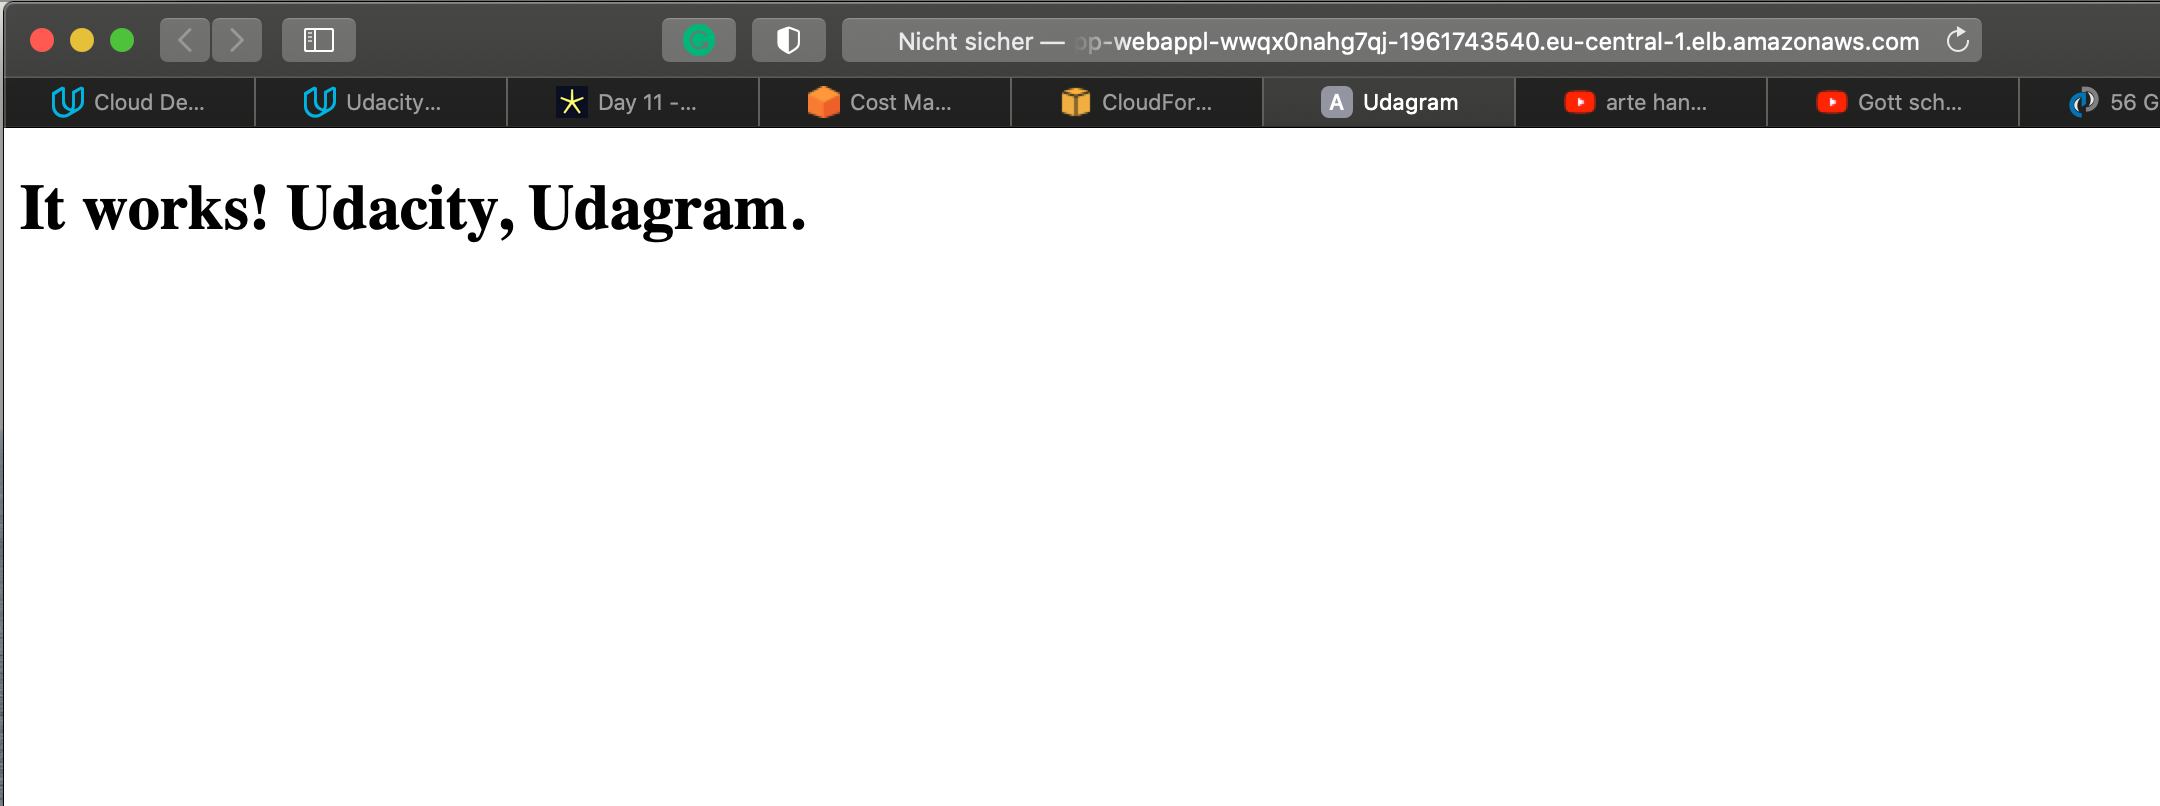 Nicht sicher — pp-webappl-wwqx0nahg7qj-1961743540.eu-central-1.elb.amazonaws.com
Cloud De...
Udacity...
Day 11 -...
Cost Ma...
CloudFor...
A Udagram
arte han...
Gott sch...
56 G
It works! Udacity, Udagram.